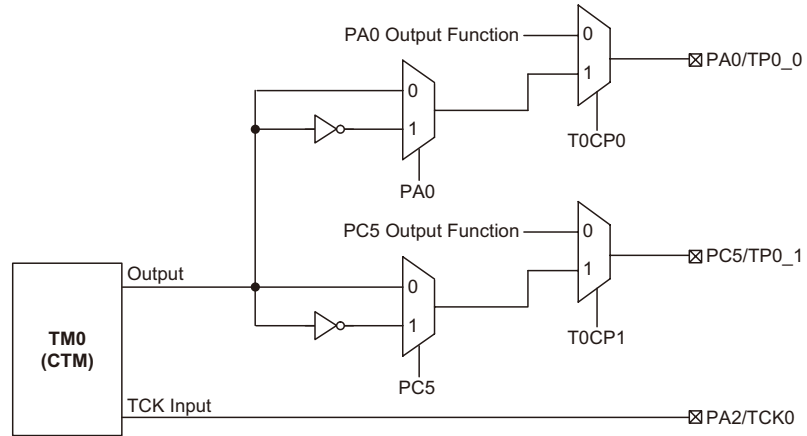 PA0 Output Function
0
1
PA0/TP0_0
0
1
T0CP0
PA0
PC5 Output Function
0
1
PC5/TP0_1
Output
0
1
T0CP1
TM0
(CTM)
PC5
TCK Input
PA2/TCK0